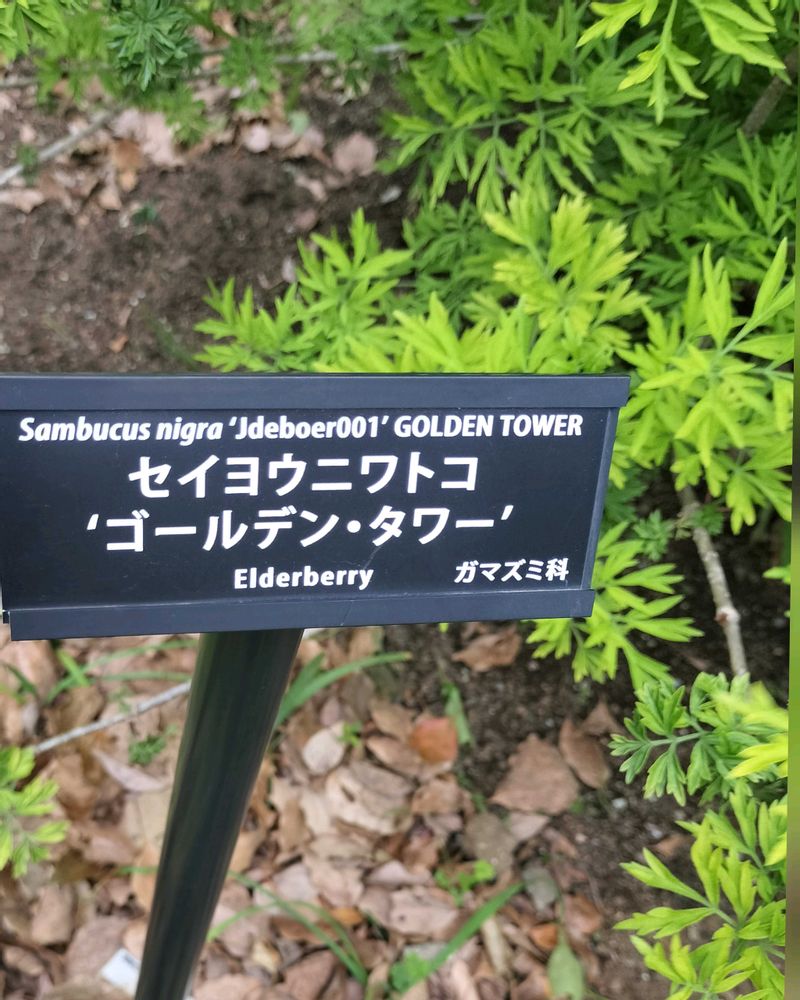 Sambucus nigra ‘Jdeboer001’ GOLDEN TOWER
セイヨウニワトコ
‘ゴールデン・タワー’
Elderberry ガマズミ科